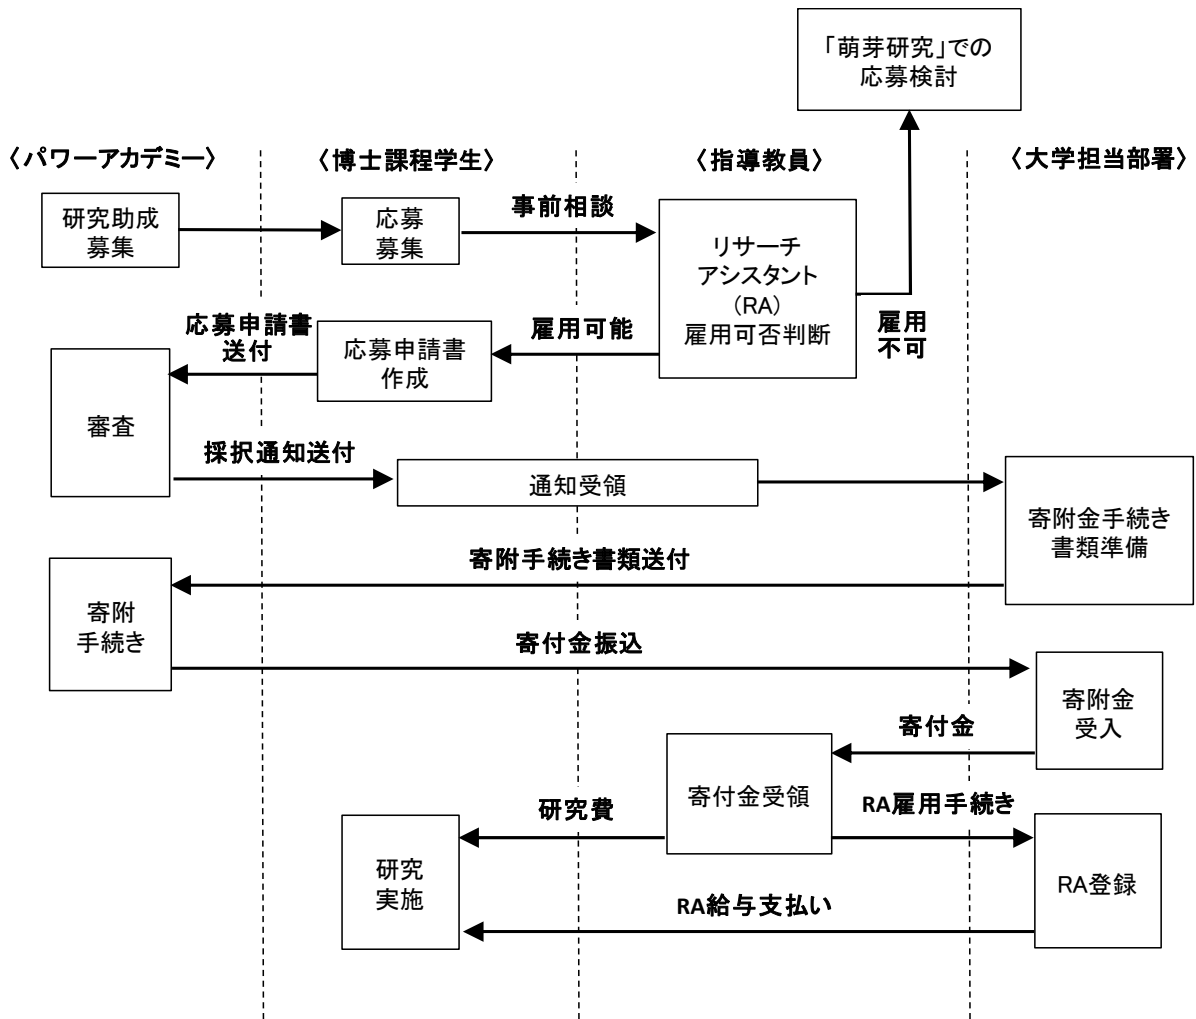 「萌芽研究」での
応募検討
〈パワーアカデミー〉
〈博士課程学生〉
〈指導教員〉
〈大学担当部署〉
研究助成
募集
応募
募集
事前相談
リサーチ
アシスタント
(RA)
雇用可否判断
雇用
不可
雇用可能
応募申請書
作成
応募申請書
送付
審査
採択通知送付
通知受領
寄附金手続き
書類準備
寄附手続き書類送付
寄附
手続き
寄付金振込
寄附金
受入
寄付金
寄付金受領
研究費
RA雇用手続き
研究
実施
RA登録
RA給与支払い